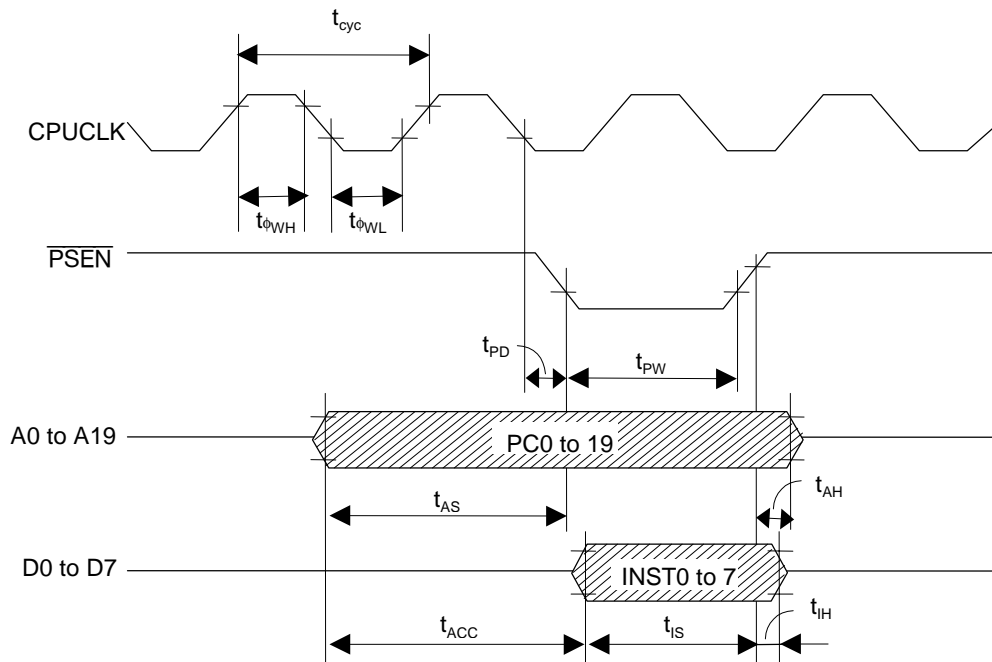 tcyc
CPUCLK
tϕWH
tϕWL
PSEN
tPD
tPW
A0 to A19
PC0 to 19
tAH
tAS
D0 to D7
INST0 to 7
tIH
tACC
tIS